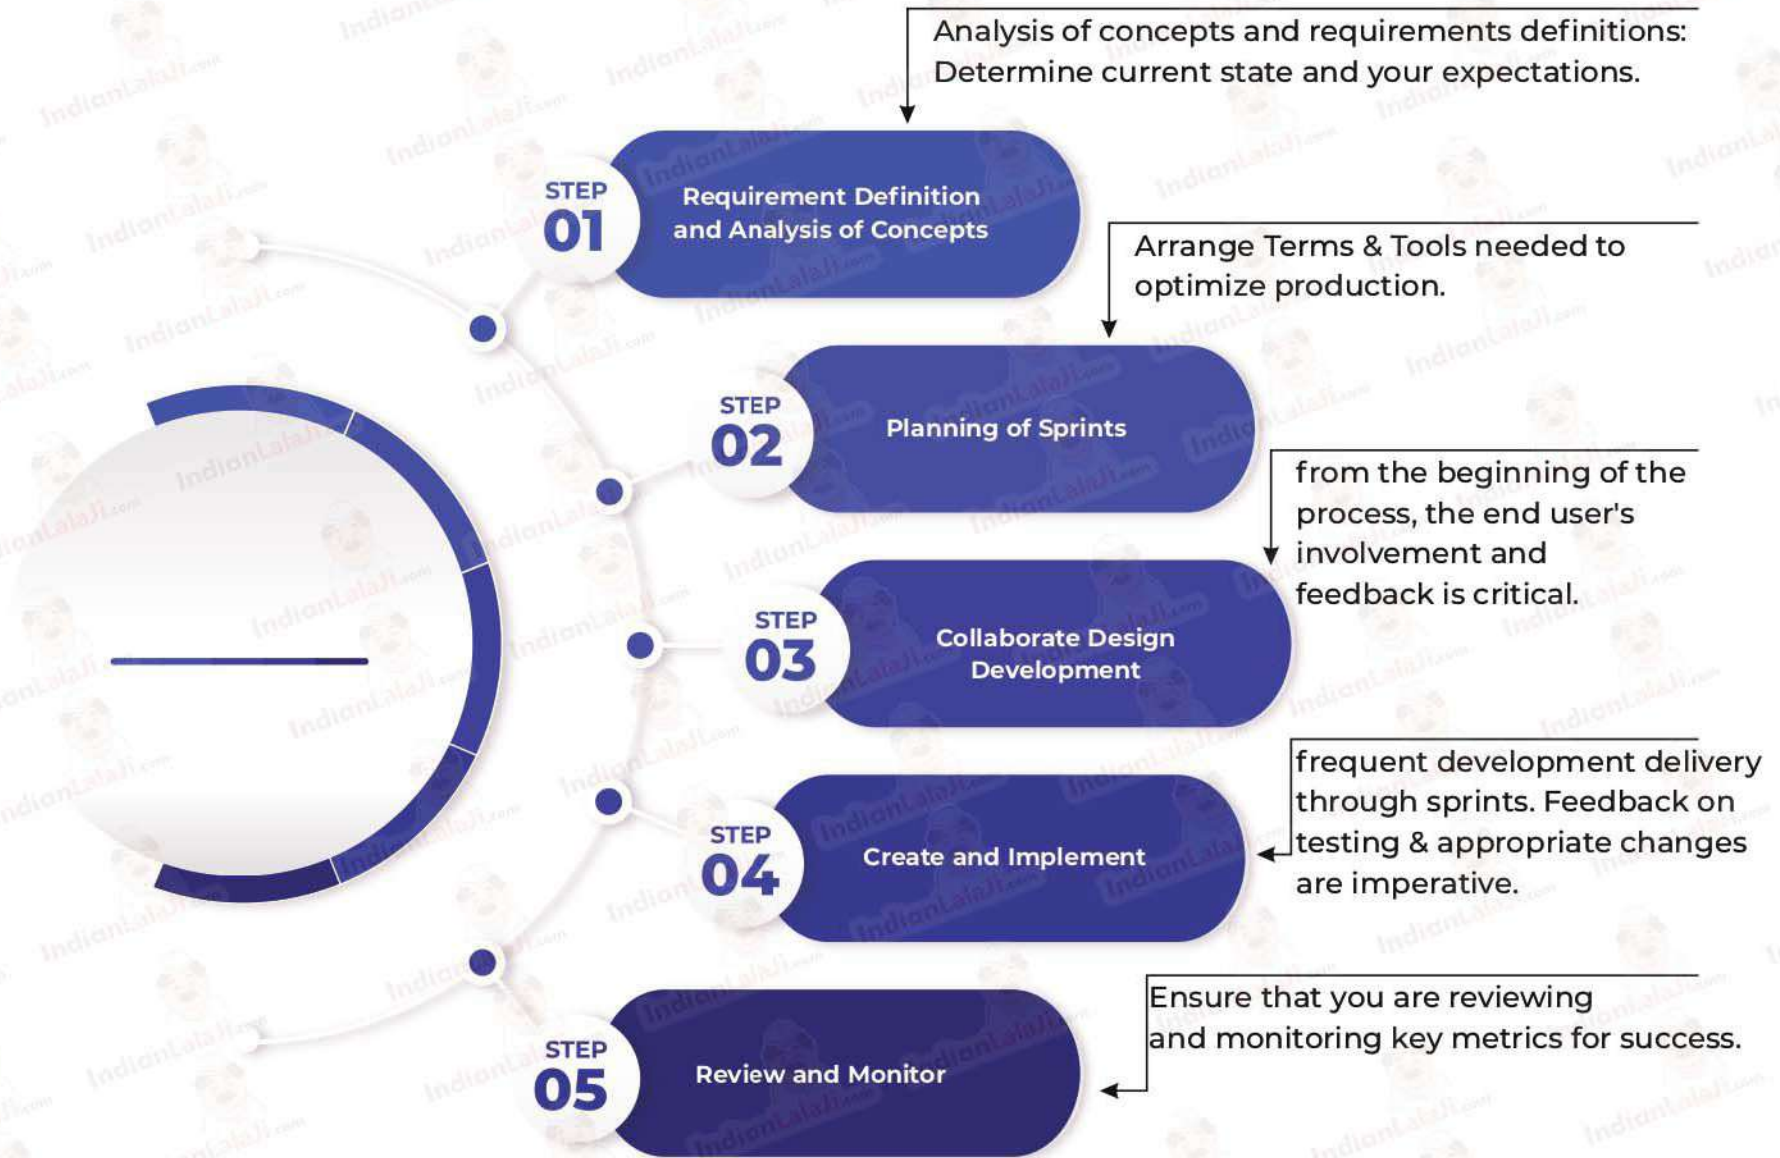 Analysis of concepts and requirements definitions:
Determine current state and your expectations.
STEP
01
Requirement Definition
and Analysis of Concepts
Arrange Terms & Tools needed to
optimize production.
STEP
02
Planning of Sprints
from the beginning of the
process, the end user's
involvement and
feedback is critical.
STEP
03
Collaborate Design
Development
frequent development delivery
through sprints. Feedback on
testing & appropriate changes
are imperative.
STEP
04
Create and Implement
Ensure that you are reviewing
and monitoring key metrics for success.
STEP
05
Review and Monitor
IndianLalaJi.com